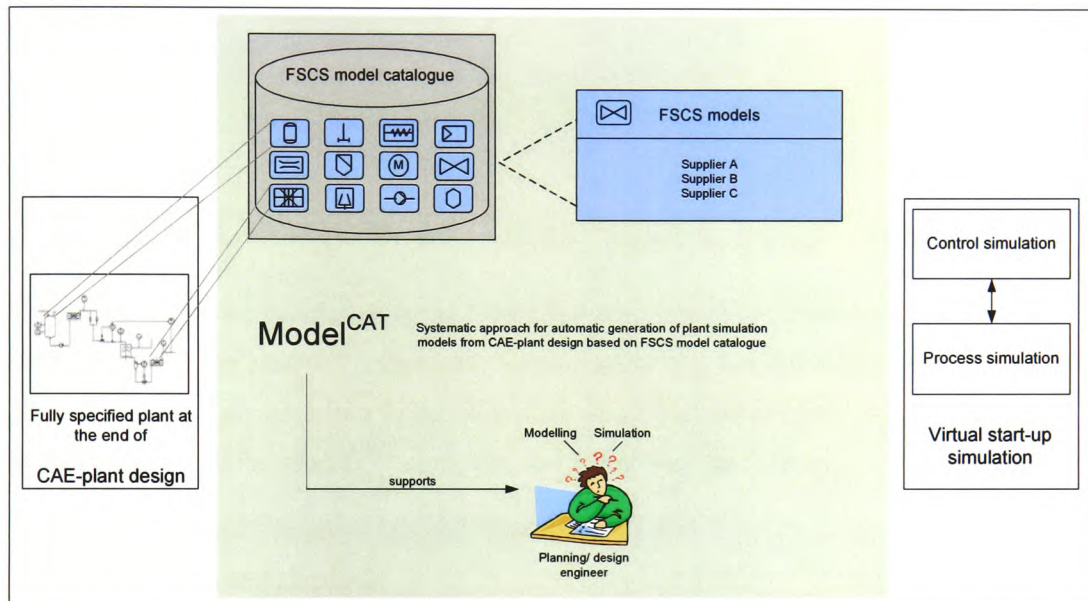 FSCS model catalogue
M
FSCS models
Supplier A
Supplier B
Supplier C
Fully specified plant at
the end of
CAE-plant design
Model^CAT
Systematic approach for automatic generation of plant simulation
models from CAE-plant design based on FSCS model catalogue
supports
Modelling Simulation
? ? ? ? ? ? ?
Planning/ design
engineer
Control simulation
Process simulation
Virtual start-up
simulation